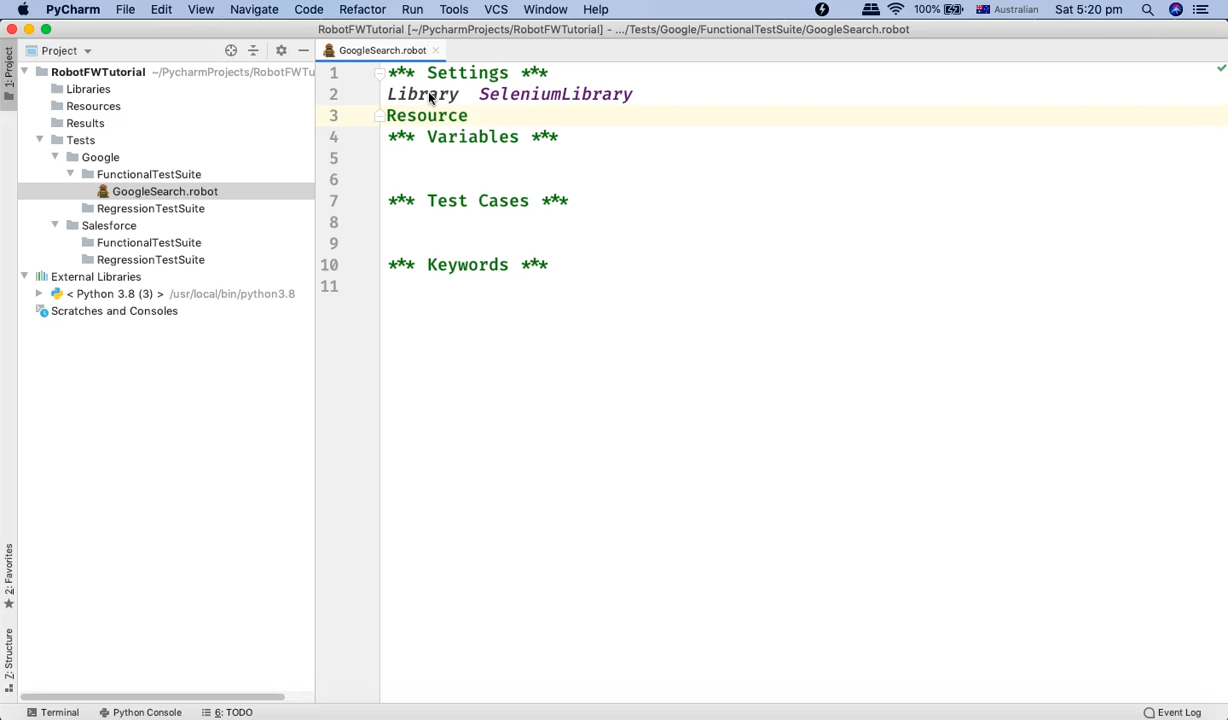 PyCharm File Edit View Navigate Code Refactor Run Tools VCS Window Help 100% Australian Sat 5:20 pm
RobotFWTutorial [~/PycharmProjects/RobotFWTutorial] - .../Tests/Google/FunctionalTestSuite/GoogleSearch.robot
1: Project
Project
GoogleSearch.robot
RobotFWTutorial ~/PycharmProjects/RobotFWTu
Libraries
Resources
Results
Tests
Google
FunctionalTestSuite
GoogleSearch.robot
RegressionTestSuite
Salesforce
FunctionalTestSuite
RegressionTestSuite
External Libraries
< Python 3.8 (3) > /usr/local/bin/python3.8
Scratches and Consoles
1 *** Settings ***
2 Library SeleniumLibrary
3 Resource
4 *** Variables ***
5
6
7 *** Test Cases ***
8
9
10 *** Keywords ***
11
2: Favorites
Z: Structure
Terminal Python Console 6: TODO Event Log